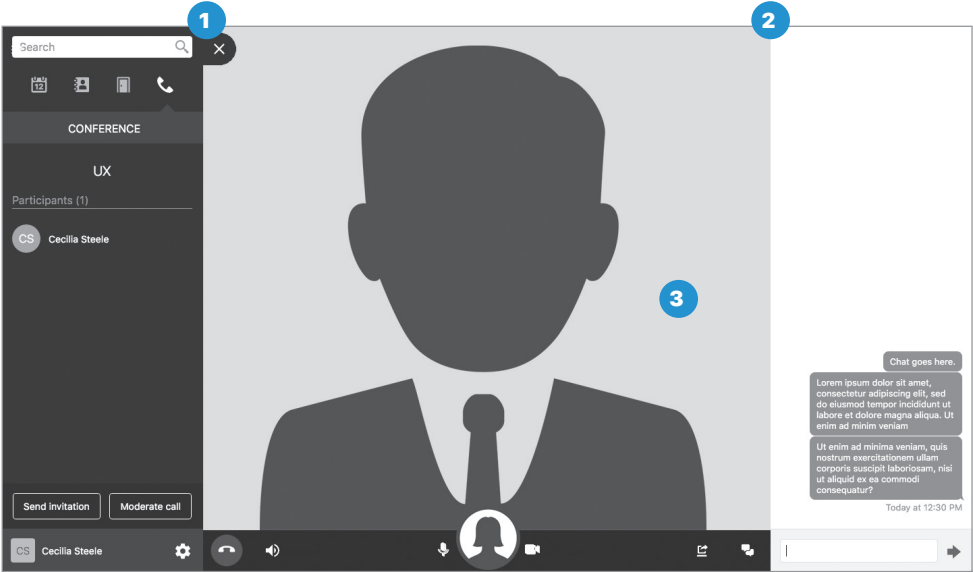 1
2
Search
12
CONFERENCE
UX
Participants (1)
CS
Cecilia Steele
3
Chat goes here.
Lorem ipsum dolor sit amet,
consectetur adipiscing elit, sed
do eiusmod tempor incididunt ut
labore et dolore magna aliqua. Ut
enim ad minim veniam
Ut enim ad minima veniam, quis
nostrum exercitationem ullam
corporis suscipit laboriosam, nisi
ut aliquid ex ea commodi
consequatur?
Today at 12:30 PM
Send invitation
Moderate call
CS
Cecilia Steele